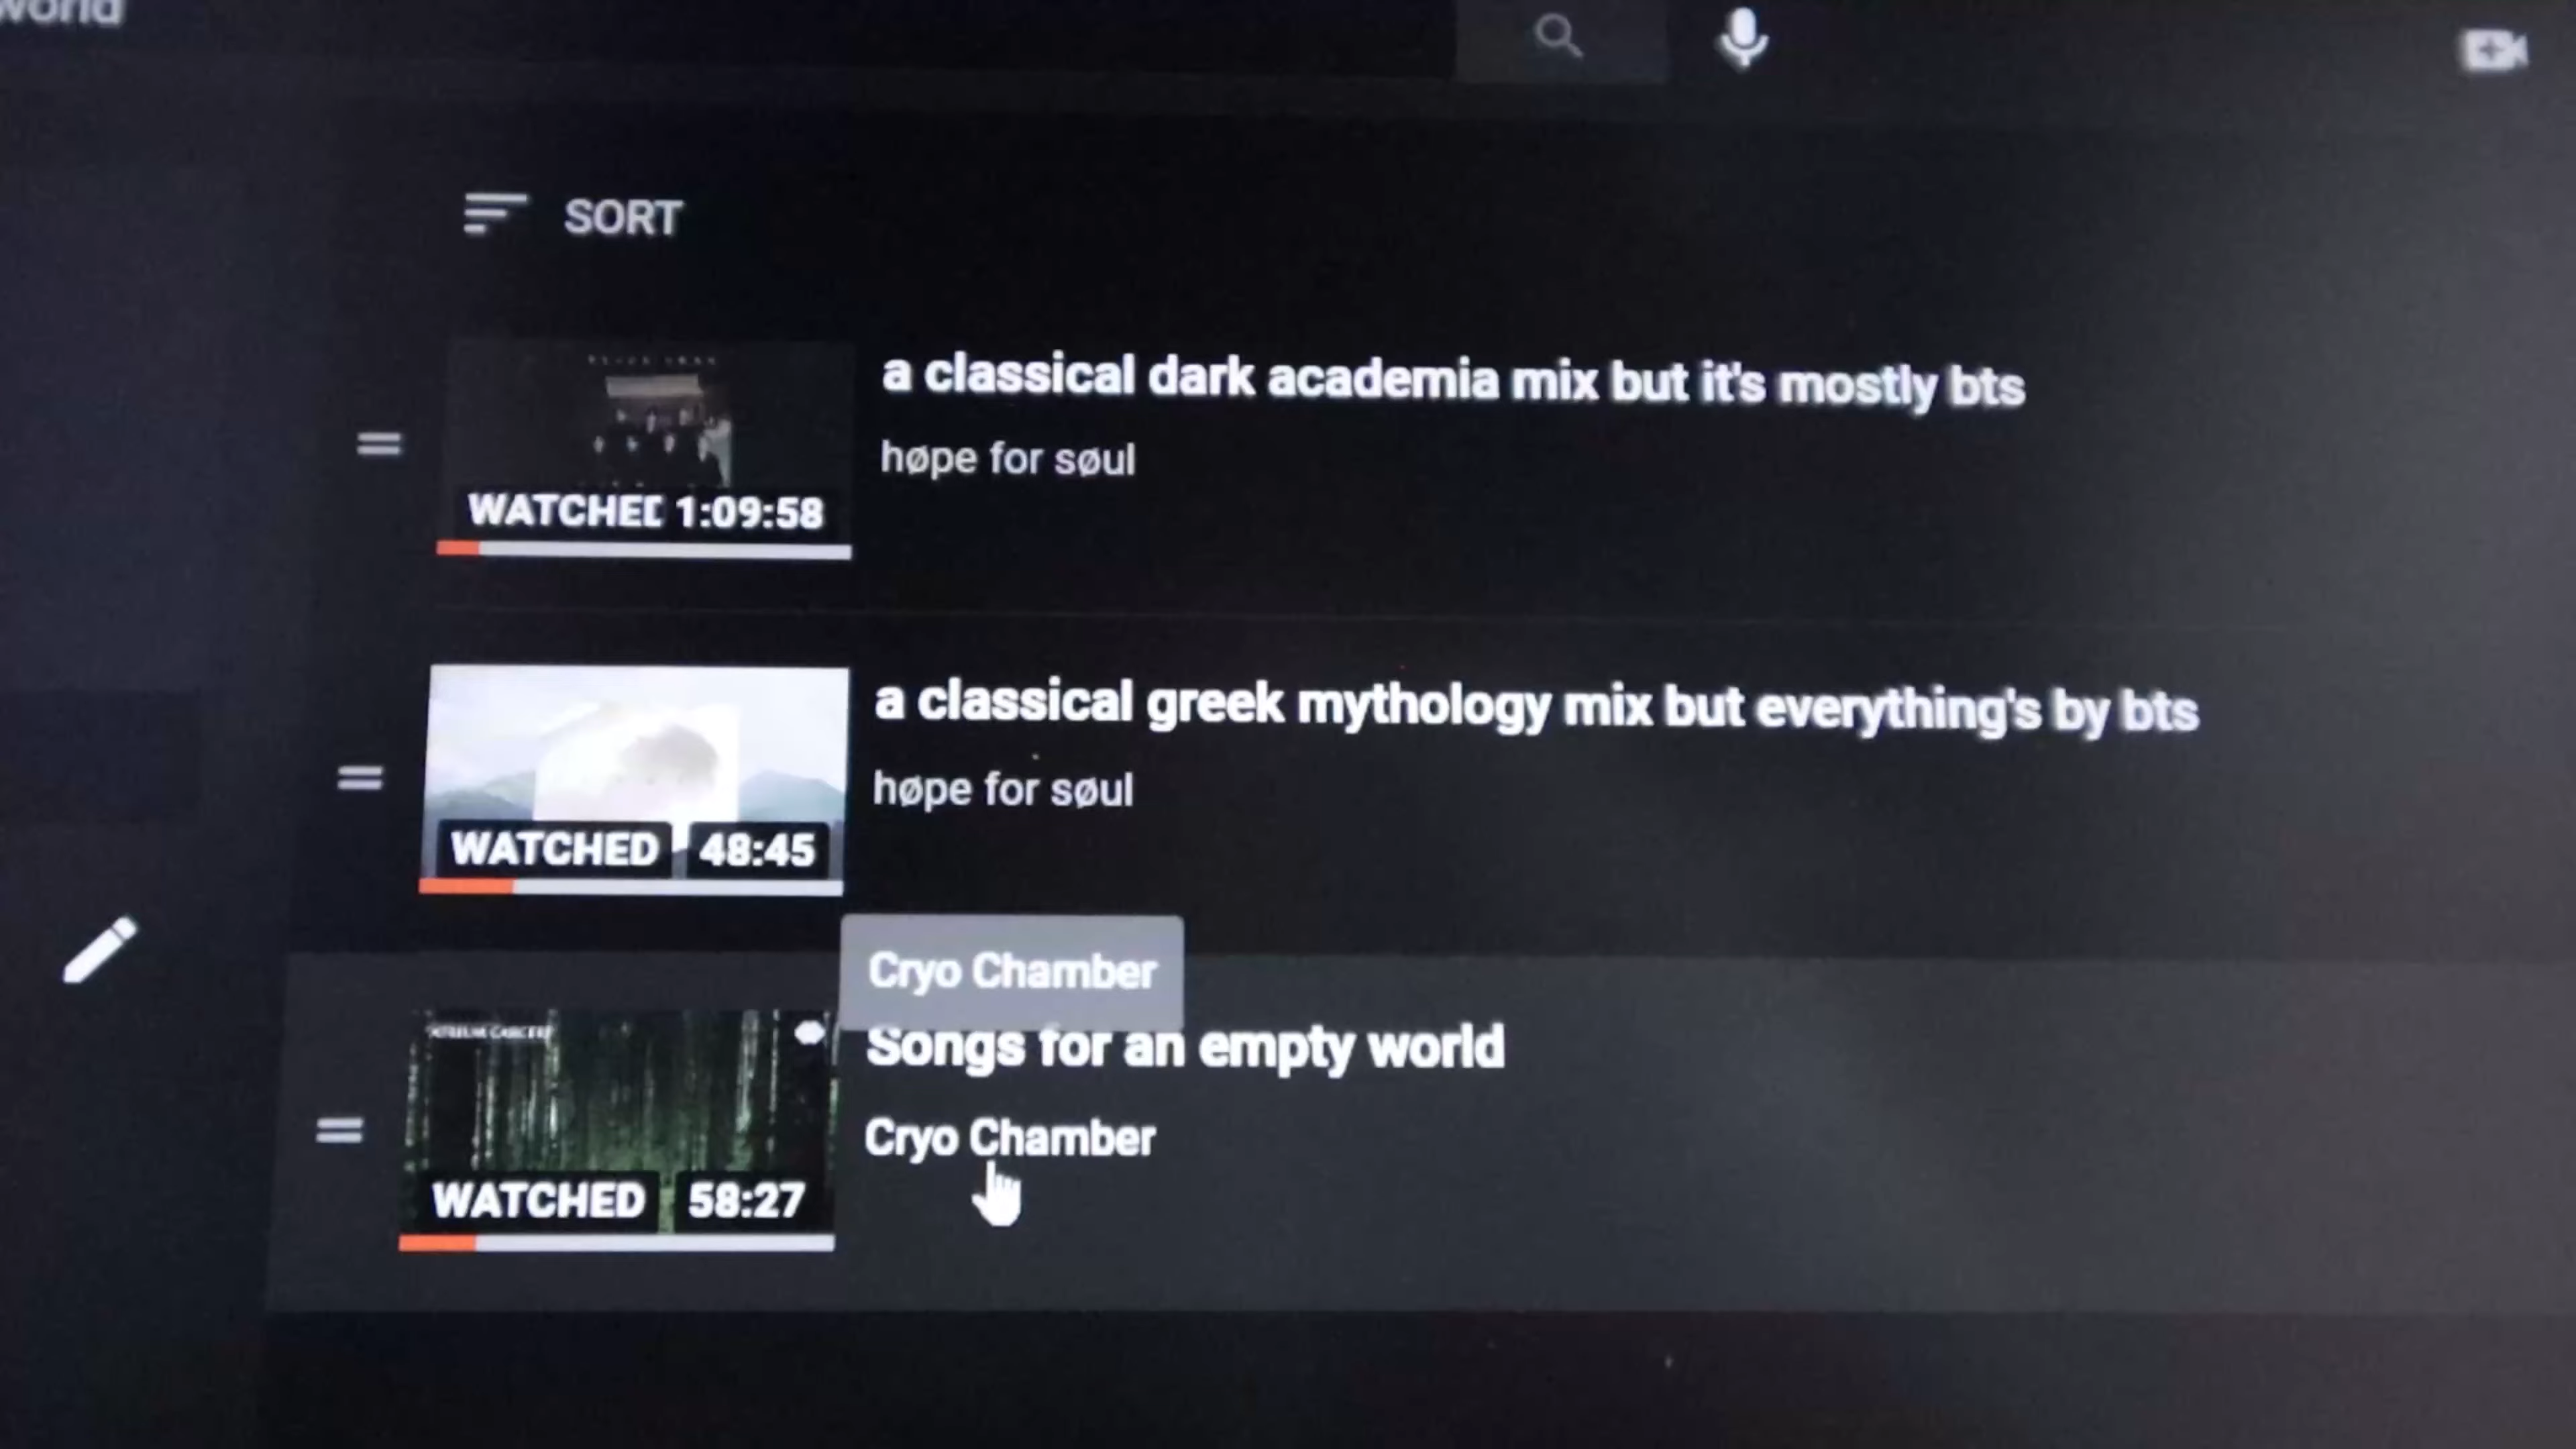 world
SORT
a classical dark academia mix but it's mostly bts
høpe for søul
WATCHED 1:09:58
a classical greek mythology mix but everything's by bts
høpe for søul
WATCHED 48:45
Cryo Chamber
Songs for an empty world
Cryo Chamber
WATCHED 58:27